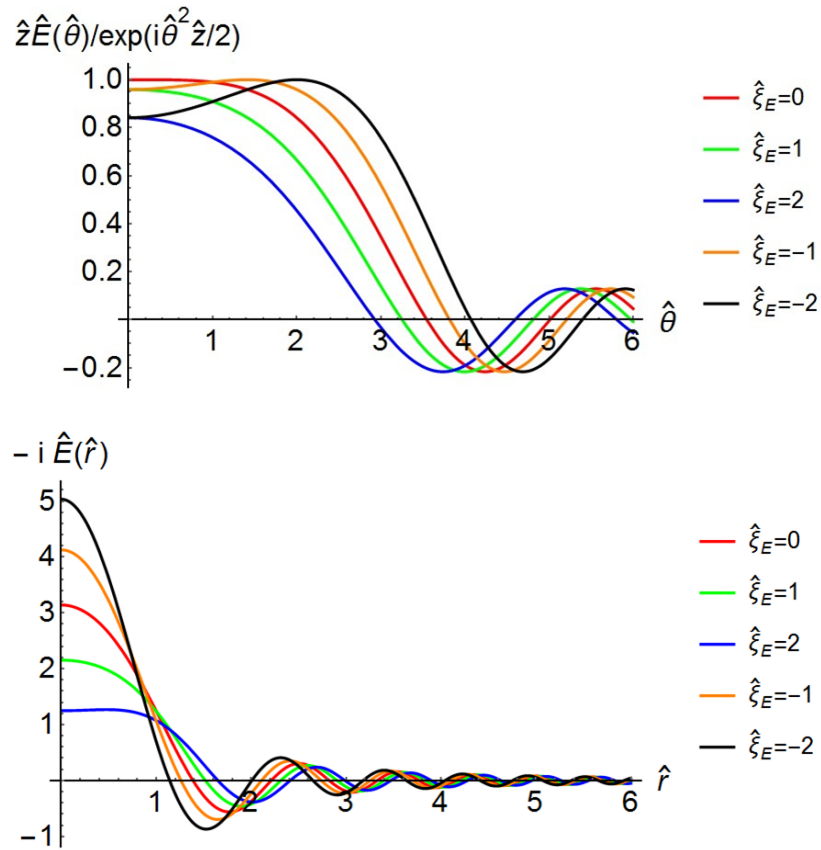 ẑÊ(θ̂)/exp(iθ̂²ẑ/2)
1.0
0.8
0.6
0.4
0.2
−0.2
1 2 3 4 5 6
θ̂
ξ̂_E=0
ξ̂_E=1
ξ̂_E=2
ξ̂_E=-1
ξ̂_E=-2
− i Ê(r̂)
5
4
3
2
1
−1
1 2 3 4 5 6
r̂
ξ̂_E=0
ξ̂_E=1
ξ̂_E=2
ξ̂_E=-1
ξ̂_E=-2